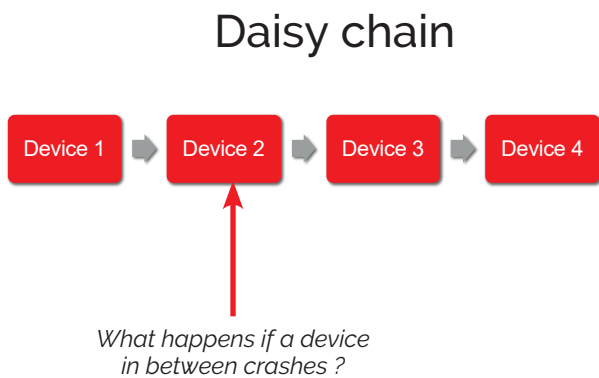 Daisy chain
Device 1
Device 2
Device 3
Device 4
What happens if a device
in between crashes ?